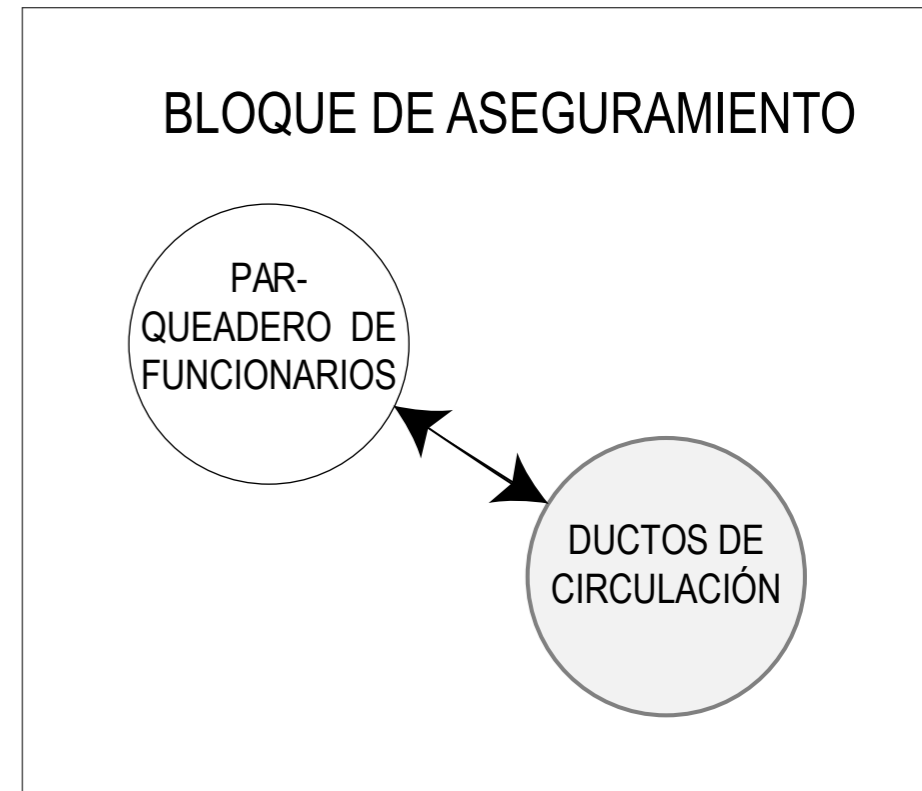 BLOQUE DE ASEGURAMIENTO
PAR-
QUEADERO DE
FUNCIONARIOS
DUCTOS DE
CIRCULACIÓN